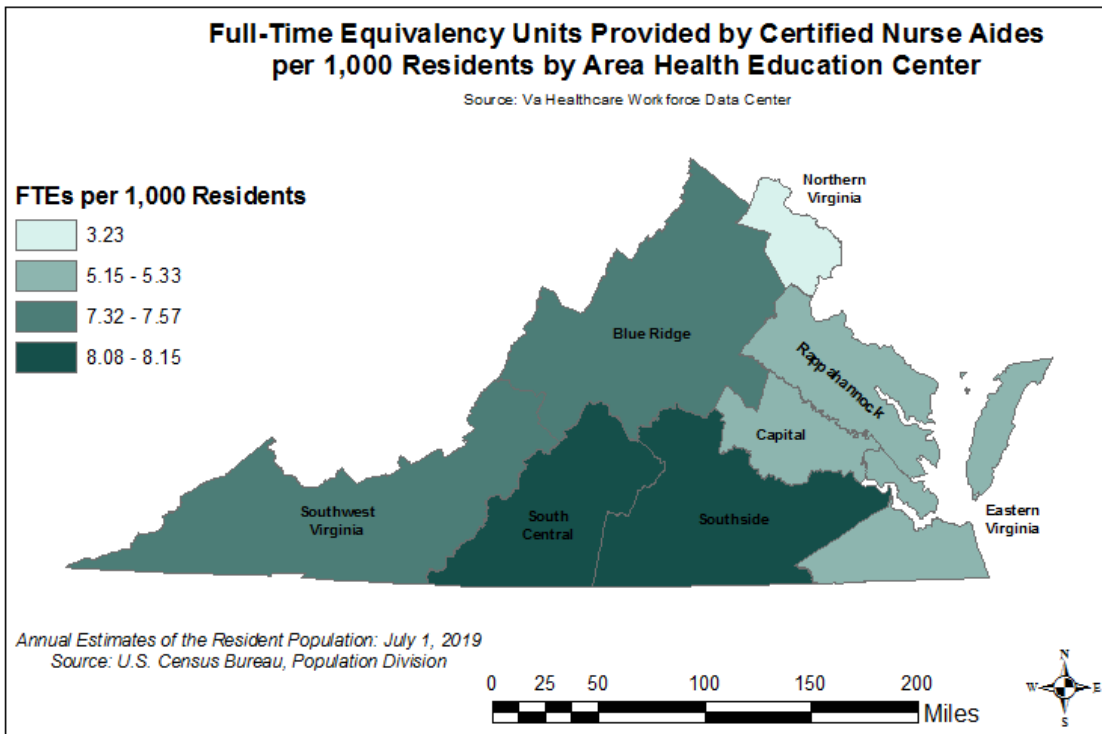 Full-Time Equivalency Units Provided by Certified Nurse Aides
per 1,000 Residents by Area Health Education Center
Source: Va Healthcare Workforce Data Center
FTEs per 1,000 Residents
3.23
5.15 - 5.33
7.32 - 7.57
8.08 - 8.15
Northern
Virginia
Blue Ridge
Rappahannock
Capital
Southwest
Virginia
South
Central
Southside
Eastern
Virginia
Annual Estimates of the Resident Population: July 1, 2019
Source: U.S. Census Bureau, Population Division
0 25 50 100 150 200
Miles
N
W E
S